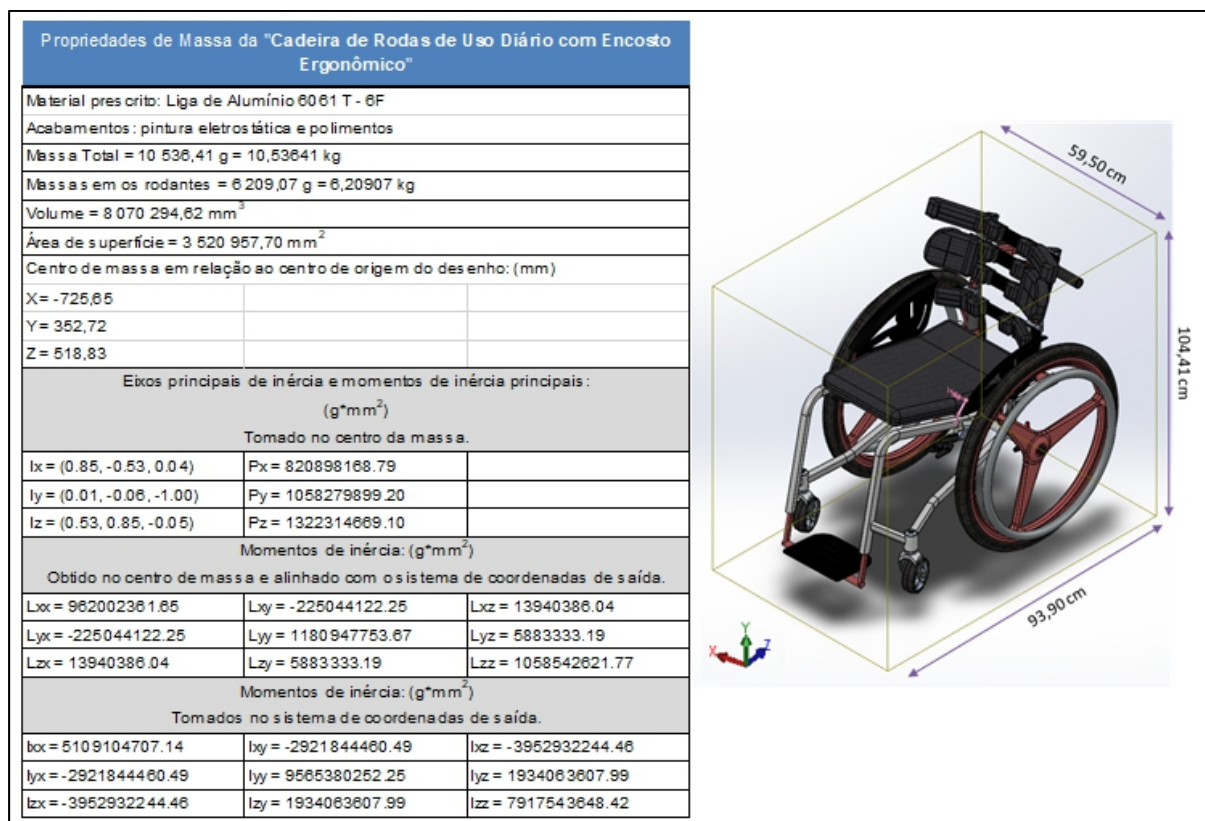 Propriedades de Massa da "Cadeira de Rodas de Uso Diário com Encosto
Ergonômico"
Material prescrito: Liga de Alumínio 6061 T - 6F
Acabamentos: pintura eletrostática e polimentos
Massa Total = 10 536,41 g = 10,53641 kg
Massa sem os rodantes = 6 209,07 g = 6,20907 kg
Volume = 8 070 294,62 mm³
Área de superfície = 3 520 957,70 mm²
Centro de massa em relação ao centro de origem do desenho: (mm)
X = -725,65
Y = 352,72
Z = 518,83
Eixos principais de inércia e momentos de inércia principais:
(g*mm²)
Tomado no centro da massa.
Ix = (0.85, -0.53, 0.04) Px = 820898168.79
Iy = (0.01, -0.06, -1.00) Py = 1058279899.20
Iz = (0.53, 0.85, -0.05) Pz = 1322314669.10
Momentos de inércia: (g*mm²)
Obtido no centro de massa e alinhado com o sistema de coordenadas de saída.
Lxx = 962002361.65 Lxy = -225044122.25 Lxz = 13940386.04
Lyx = -225044122.25 Lyy = 1180947753.67 Lyz = 5883333.19
Lzx = 13940386.04 Lzy = 5883333.19 Lzz = 1058542621.77
Momentos de inércia: (g*mm²)
Tomados no sistema de coordenadas de saída.
Ixx = 5109104707.14 Ixy = -2921844460.49 Ixz = -3952932244.46
Iyx = -2921844460.49 Iyy = 9565380252.25 Iyz = 1934063607.99
Izx = -3952932244.46 Izy = 1934063607.99 Izz = 7917543648.42
59,50 cm
104,41 cm
93,90 cm
Y
X
Z